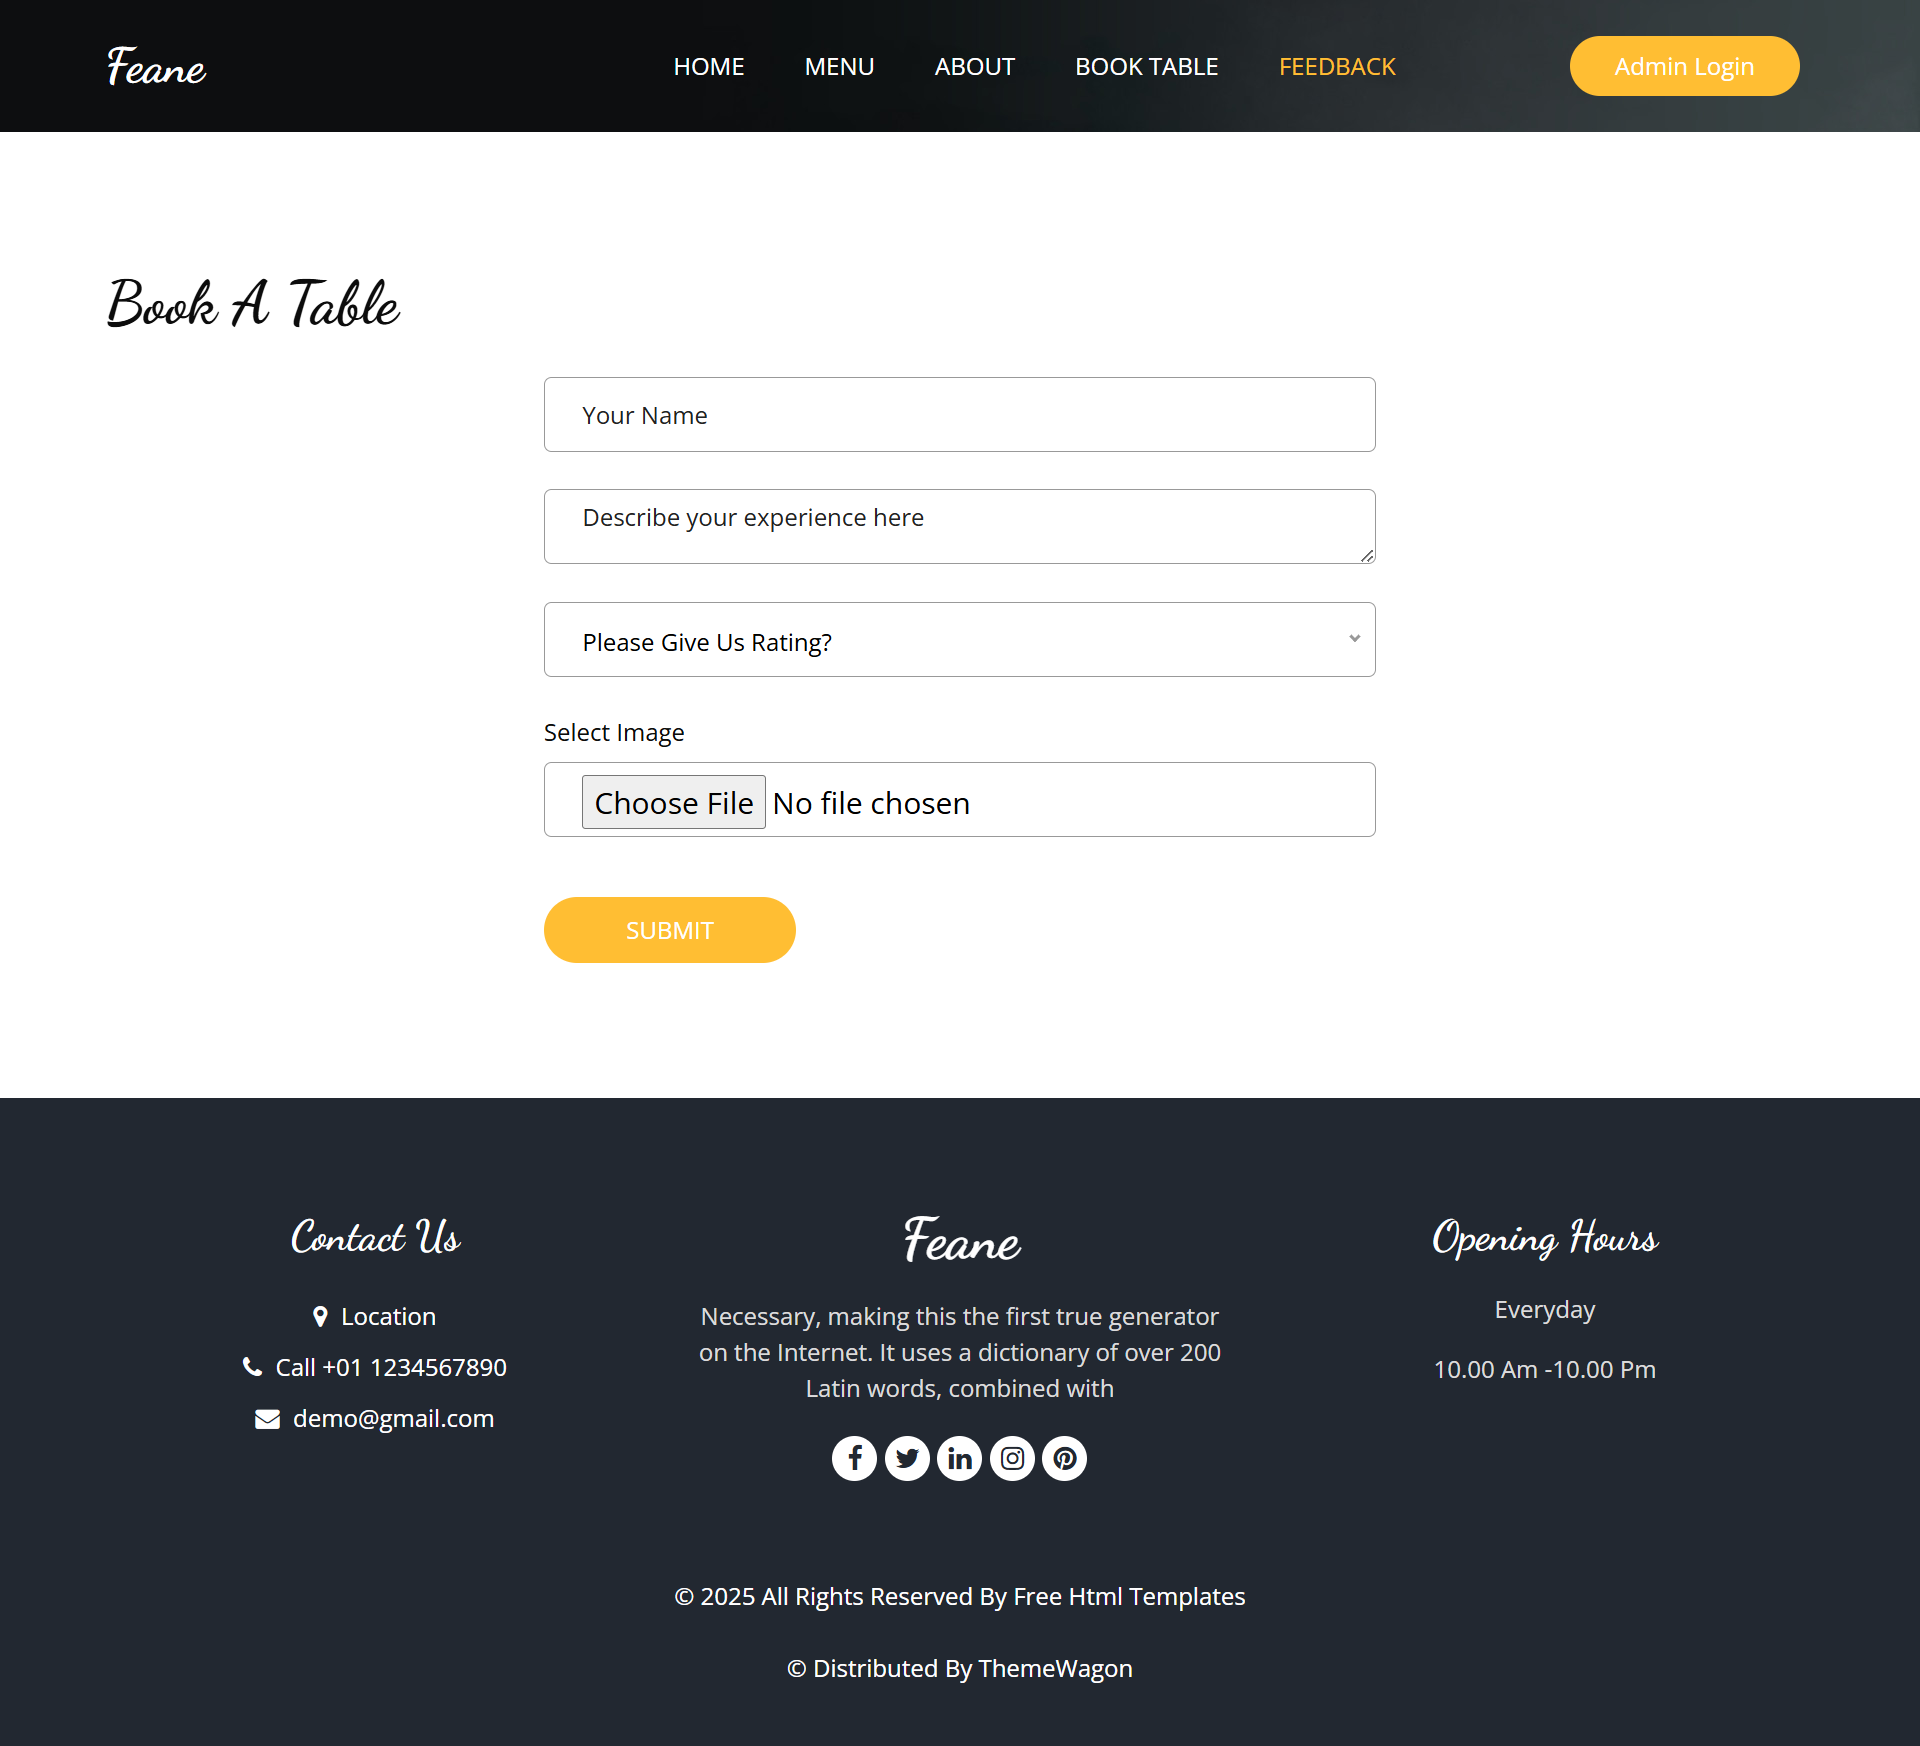 Feane
HOME MENU ABOUT BOOK TABLE FEEDBACK Admin Login
Book A Table
Your Name
Describe your experience here
Please Give Us Rating?
Select Image
Choose File No file chosen
SUBMIT
Contact Us
Location
Call +01 1234567890
demo@gmail.com
Feane
Necessary, making this the first true generator
on the Internet. It uses a dictionary of over 200
Latin words, combined with
Opening Hours
Everyday
10.00 Am -10.00 Pm
© 2025 All Rights Reserved By Free Html Templates
© Distributed By ThemeWagon